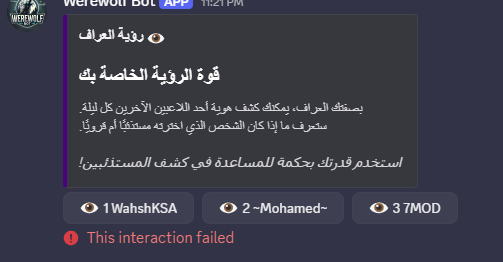 WEREWOLF
Werewolf Bot APP 11:21 PM
رؤية العراف
قوة الرؤية الخاصة بك
بصفتك العراف، يمكنك كشف هوية أحد اللاعبين الآخرين كل ليلة.
ستعرف ما إذا كان الشخص الذي اخترته مستذئبًا أم قرويًا.
استخدم قدرتك بحكمة للمساعدة في كشف المستذئبين!
1 WahshKSA
2 ~Mohamed~
3 7MOD
This interaction failed